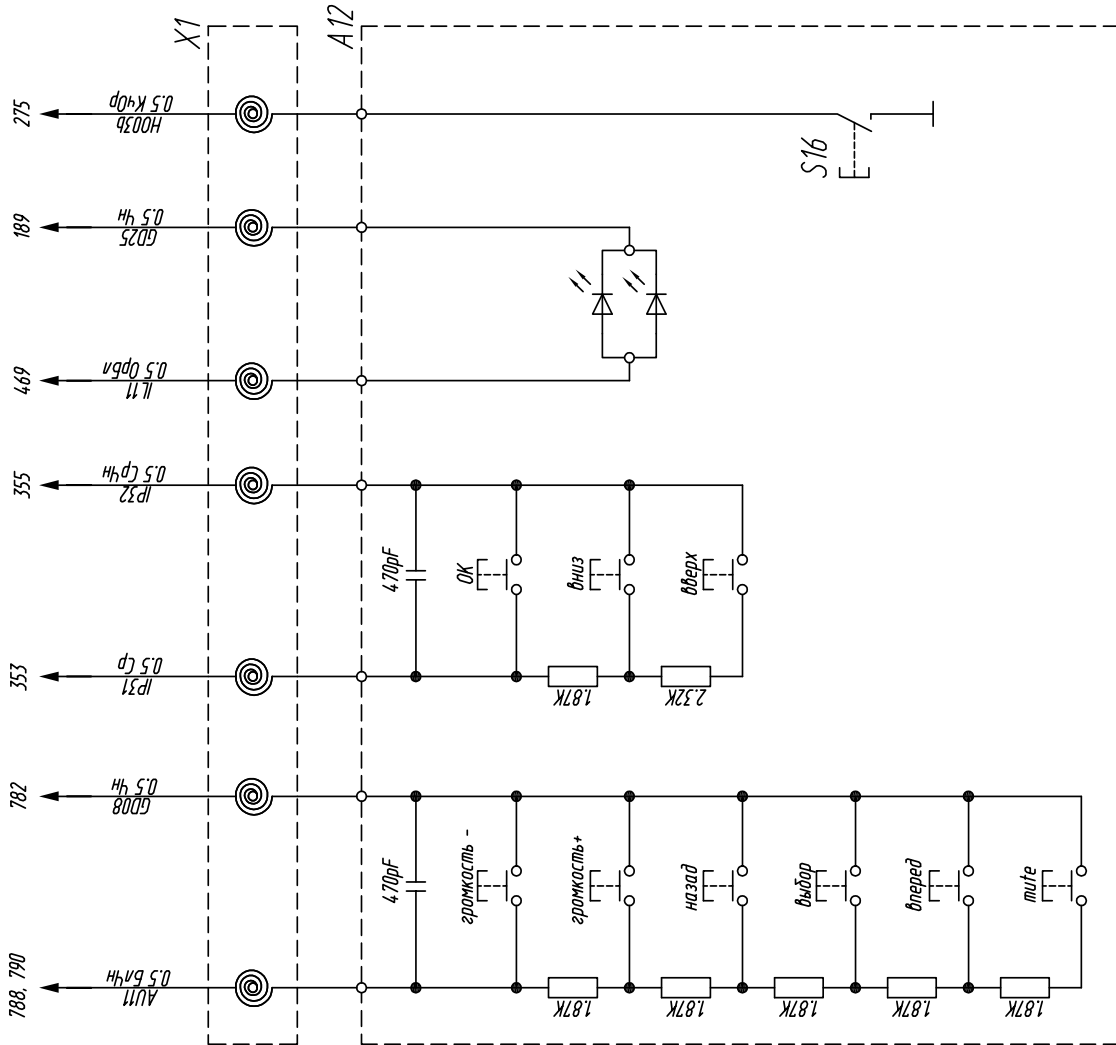 X1
A12
275
H003b
0.5 КчОр
189
GD25
0.5 Чн
469
IL11
0.5 ОрБл
355
IP32
0.5 СрЧн
353
IP31
0.5 Ср
782
GD08
0.5 Чн
788, 790
AU11
0.5 БлЧн
S16
470pF
OK
вниз
вверх
1.87K
2.32K
470pF
громкость -
громкость+
назад
выбор
вперед
mute
1.87K
1.87K
1.87K
1.87K
1.87K